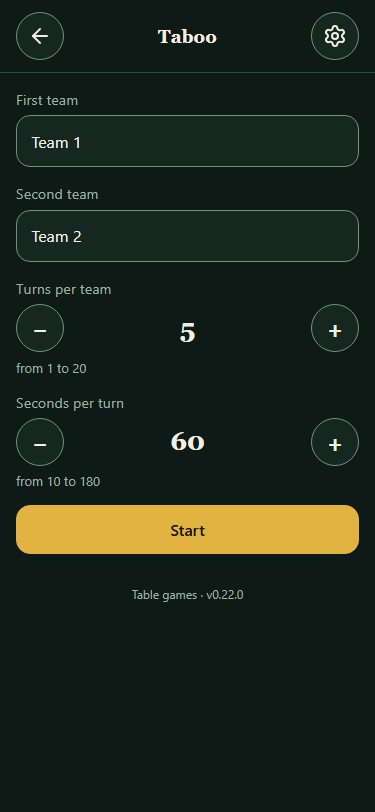 Taboo
First team
Team 1
Second team
Team 2
Turns per team
− 5 +
from 1 to 20
Seconds per turn
− 60 +
from 10 to 180
Start
Table games · v0.22.0